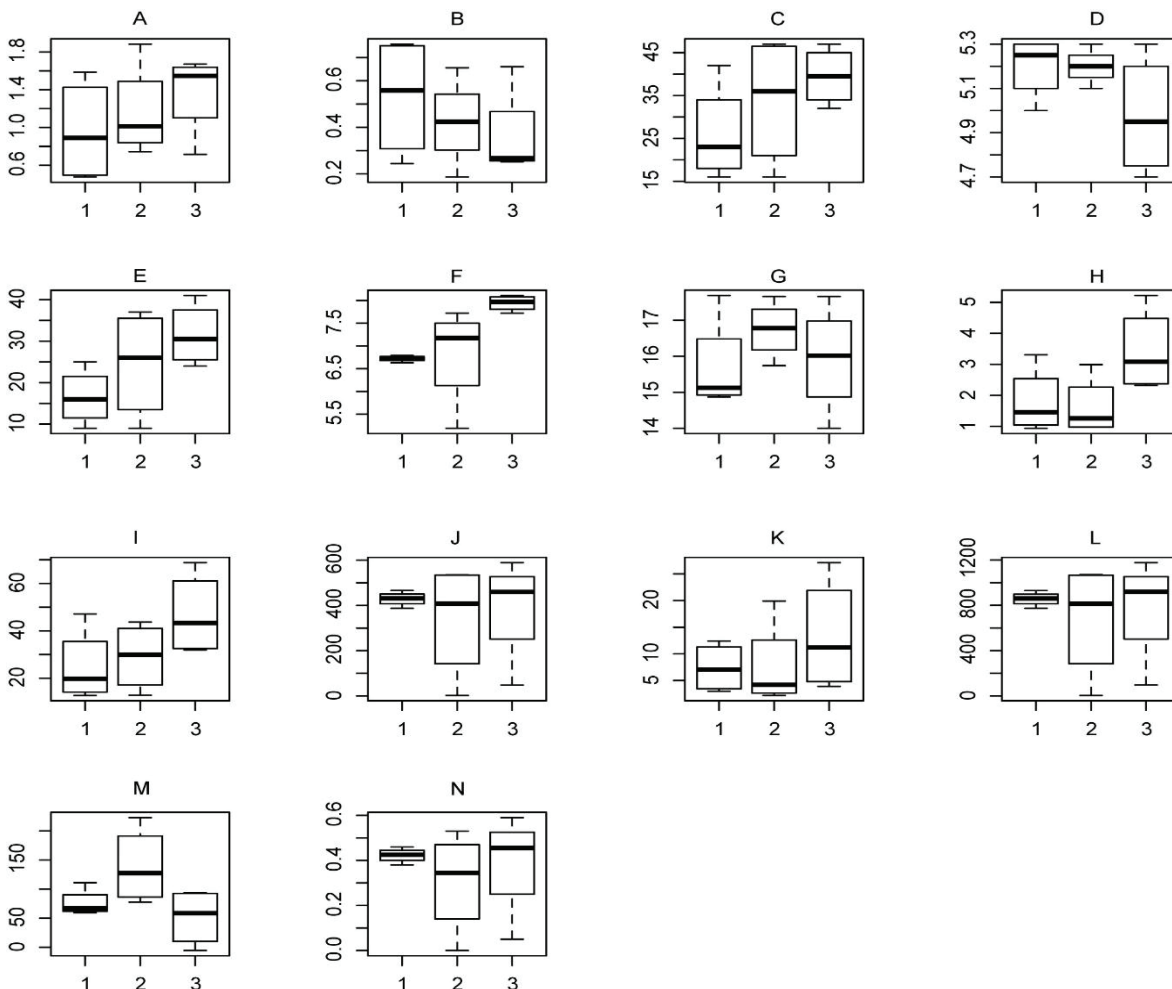 A B C D
0.6 1.0 1.4 1.8
0.2 0.4 0.6
15 25 35 45
4.7 4.9 5.1 5.3
1 2 3 1 2 3 1 2 3 1 2 3
E F G H
10 20 30 40
5.5 6.5 7.5
14 15 16 17
1 2 3 4 5
1 2 3 1 2 3 1 2 3 1 2 3
I J K L
20 40 60
0 200 400 600
5 10 20
0 400 800 1200
1 2 3 1 2 3 1 2 3 1 2 3
M N
0 50 150
0.0 0.2 0.4 0.6
1 2 3 1 2 3